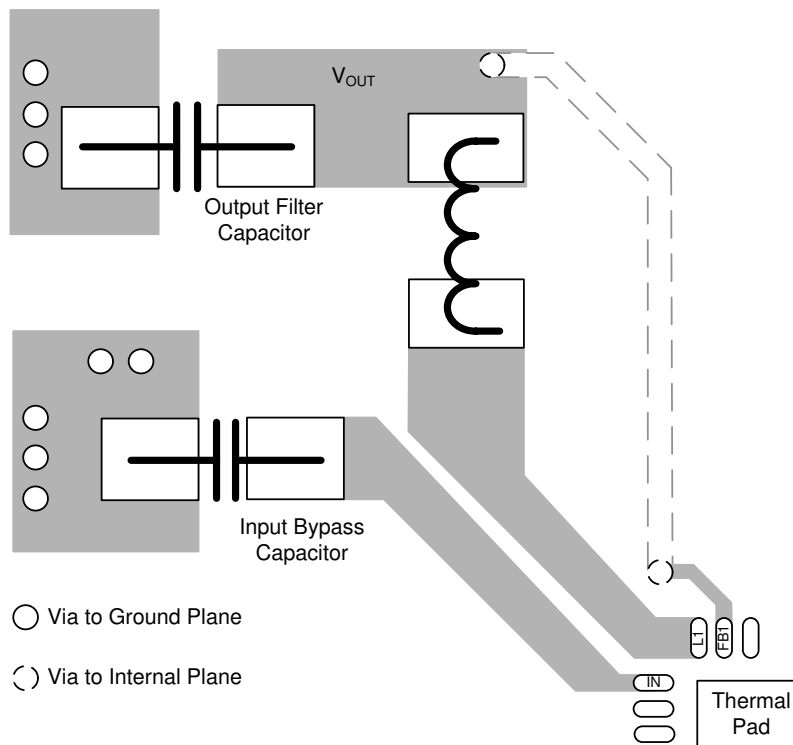 VOUT
Output Filter
Capacitor
Input Bypass
Capacitor
Via to Ground Plane
Via to Internal Plane
L1
FB1
IN
Thermal
Pad